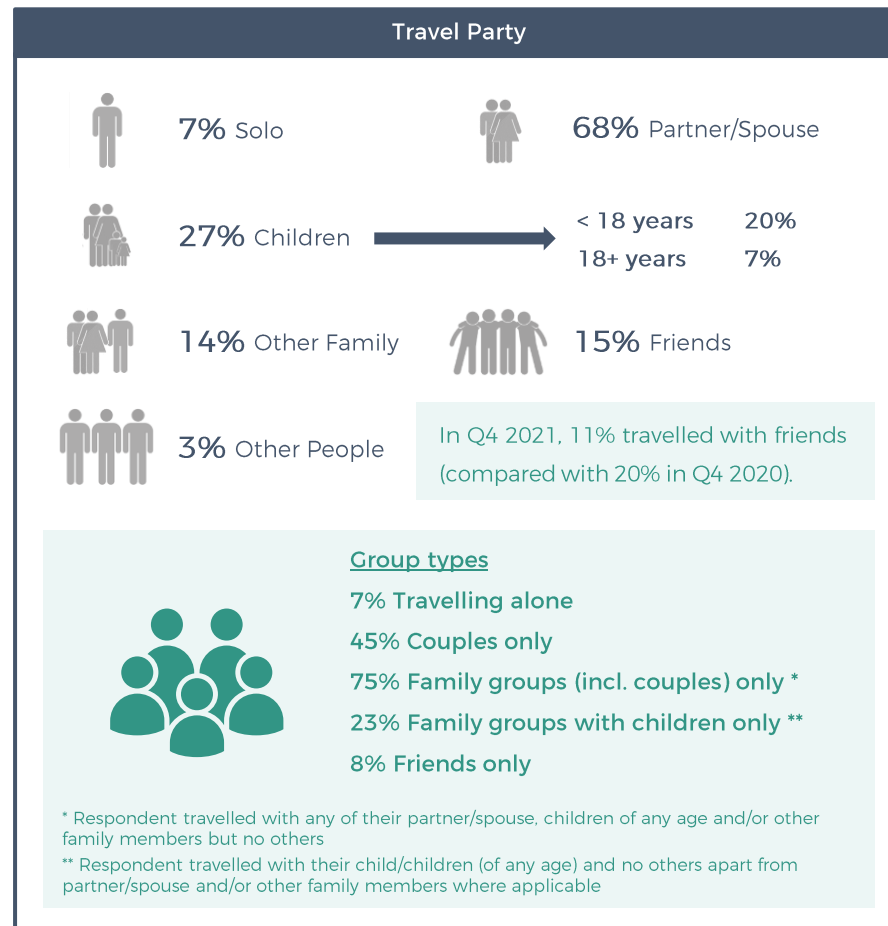 Travel Party
7% Solo
68% Partner/Spouse
27% Children
< 18 years 20%
18+ years 7%
14% Other Family
15% Friends
3% Other People
In Q4 2021, 11% travelled with friends
(compared with 20% in Q4 2020).
Group types
7% Travelling alone
45% Couples only
75% Family groups (incl. couples) only *
23% Family groups with children only **
8% Friends only
* Respondent travelled with any of their partner/spouse, children of any age and/or other
family members but no others
** Respondent travelled with their child/children (of any age) and no others apart from
partner/spouse and/or other family members where applicable